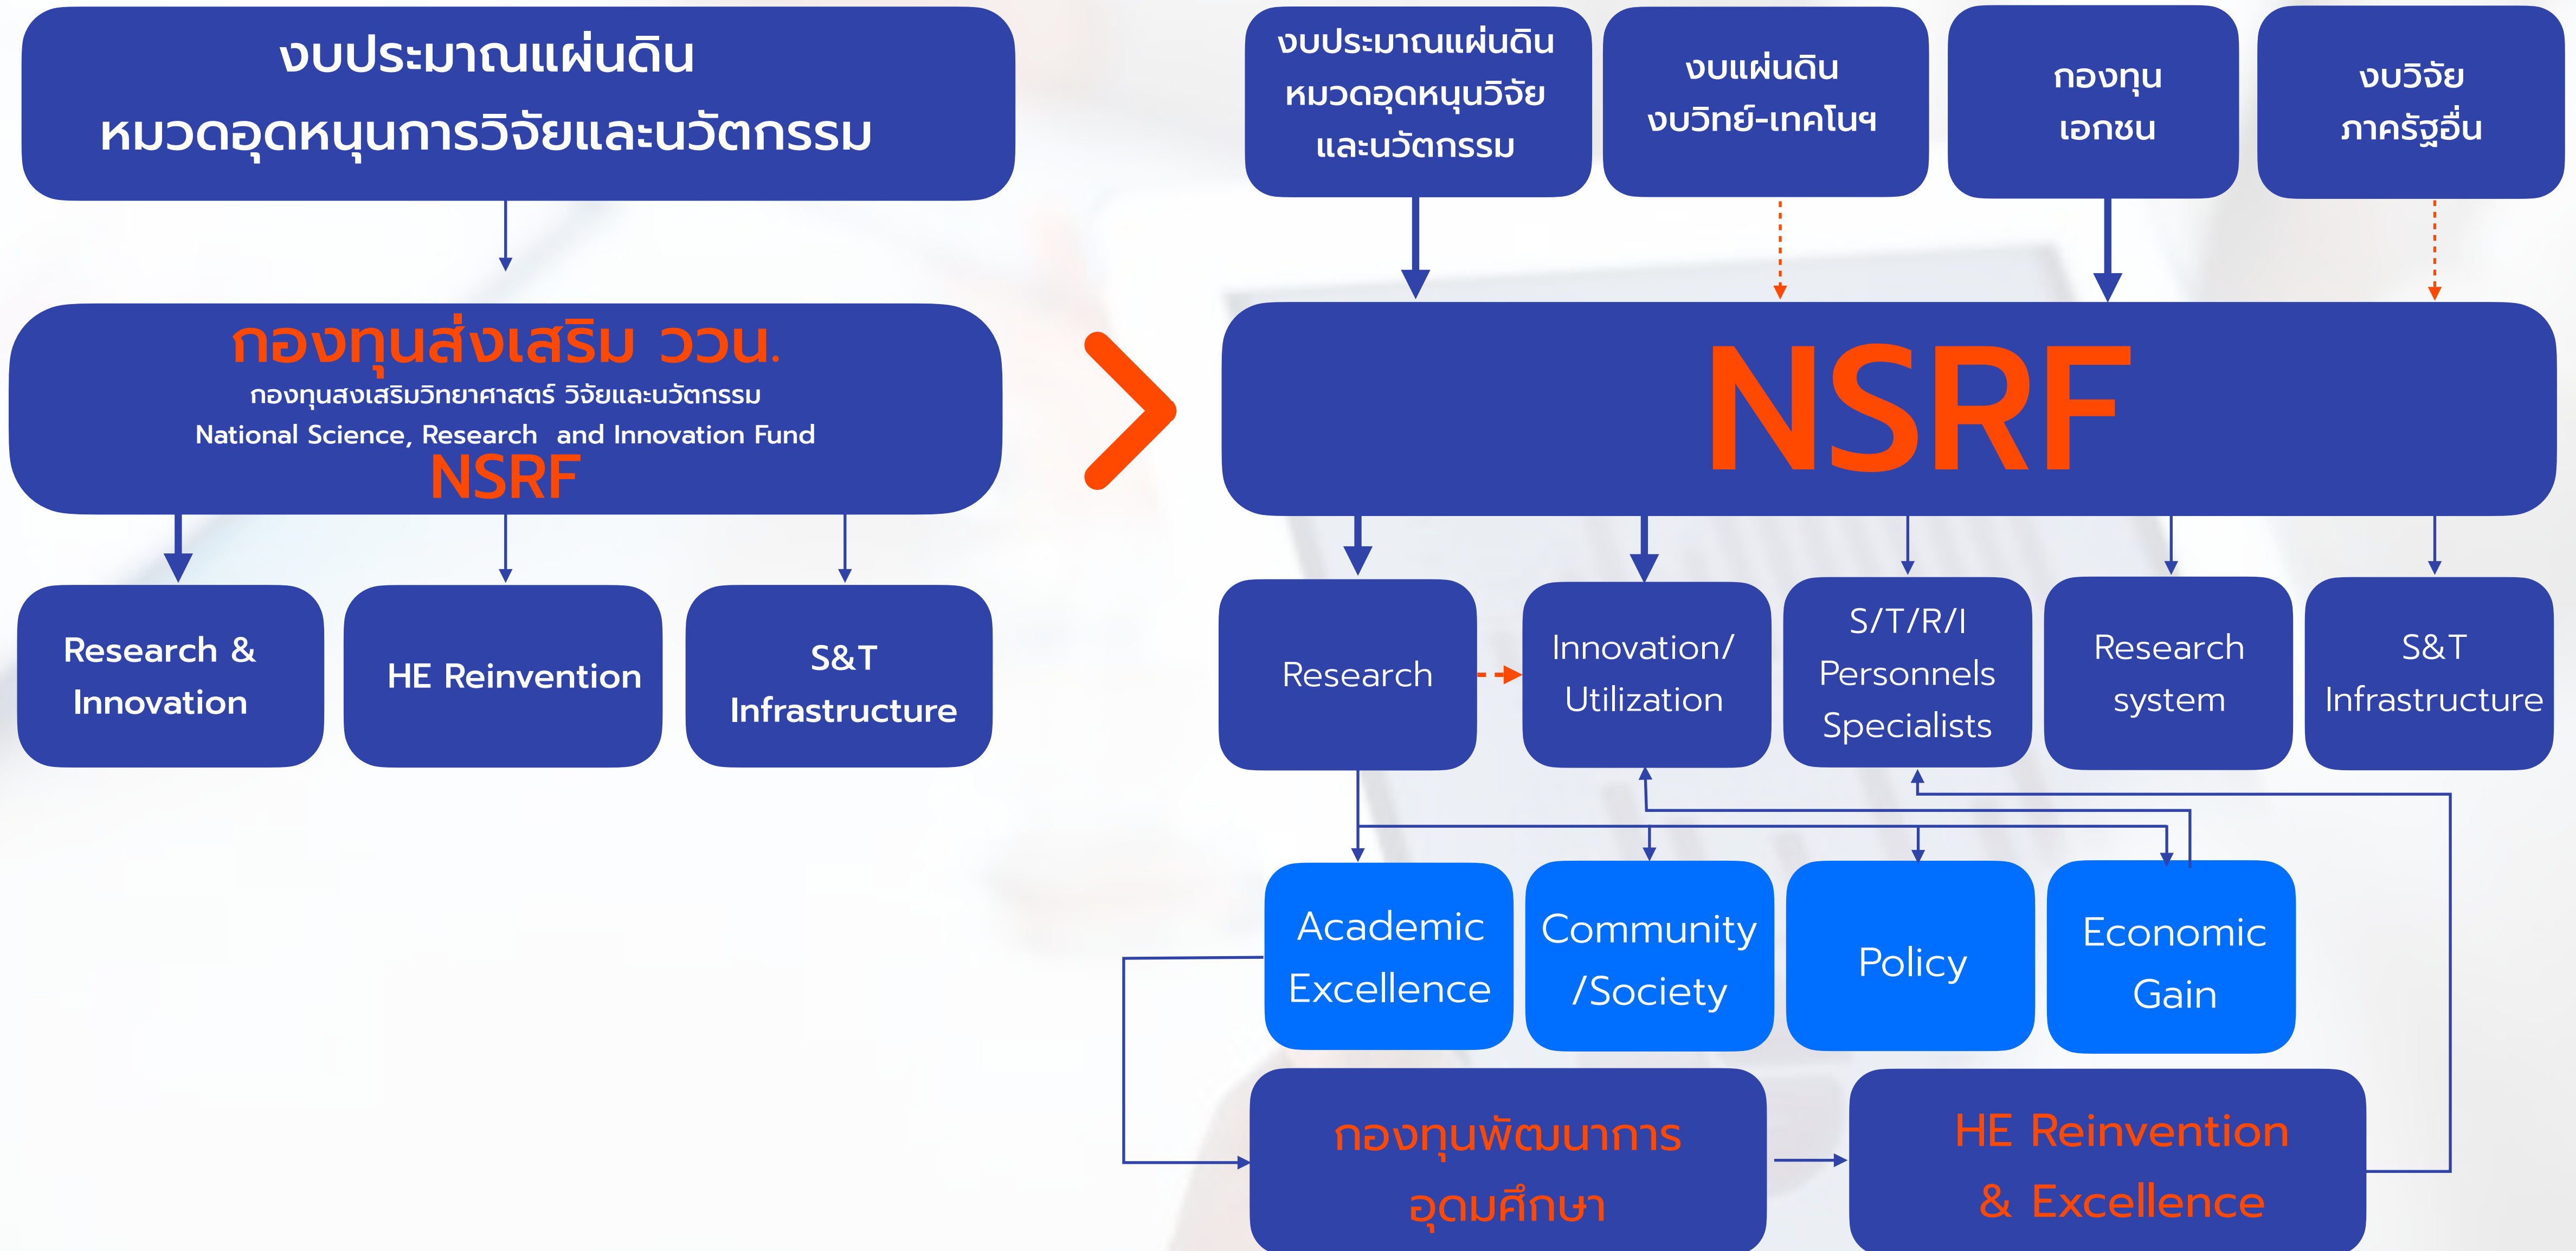 งบประมาณแผ่นดิน
หมวดอุดหนุนการวิจัยและนวัตกรรม
กองทุนส่งเสริม ววน.
กองทุนสงเสริมวิทยาศาสตร์ วิจัยและนวัตกรรม
National Science, Research and Innovation Fund
NSRF
Research &
Innovation
HE Reinvention
S&T
Infrastructure
งบประมาณแผ่นดิน
หมวดอุดหนุนวิจัย
และนวัตกรรม
งบแผ่นดิน
งบวิทย์-เทคโนฯ
กองทุน
เอกชน
งบวิจัย
ภาครัฐอื่น
NSRF
Research
Innovation/
Utilization
S/T/R/I
Personnels
Specialists
Research
system
S&T
Infrastructure
Academic
Excellence
Community
/Society
Policy
Economic
Gain
กองทุนพัฒนาการ
อุดมศึกษา
HE Reinvention
& Excellence